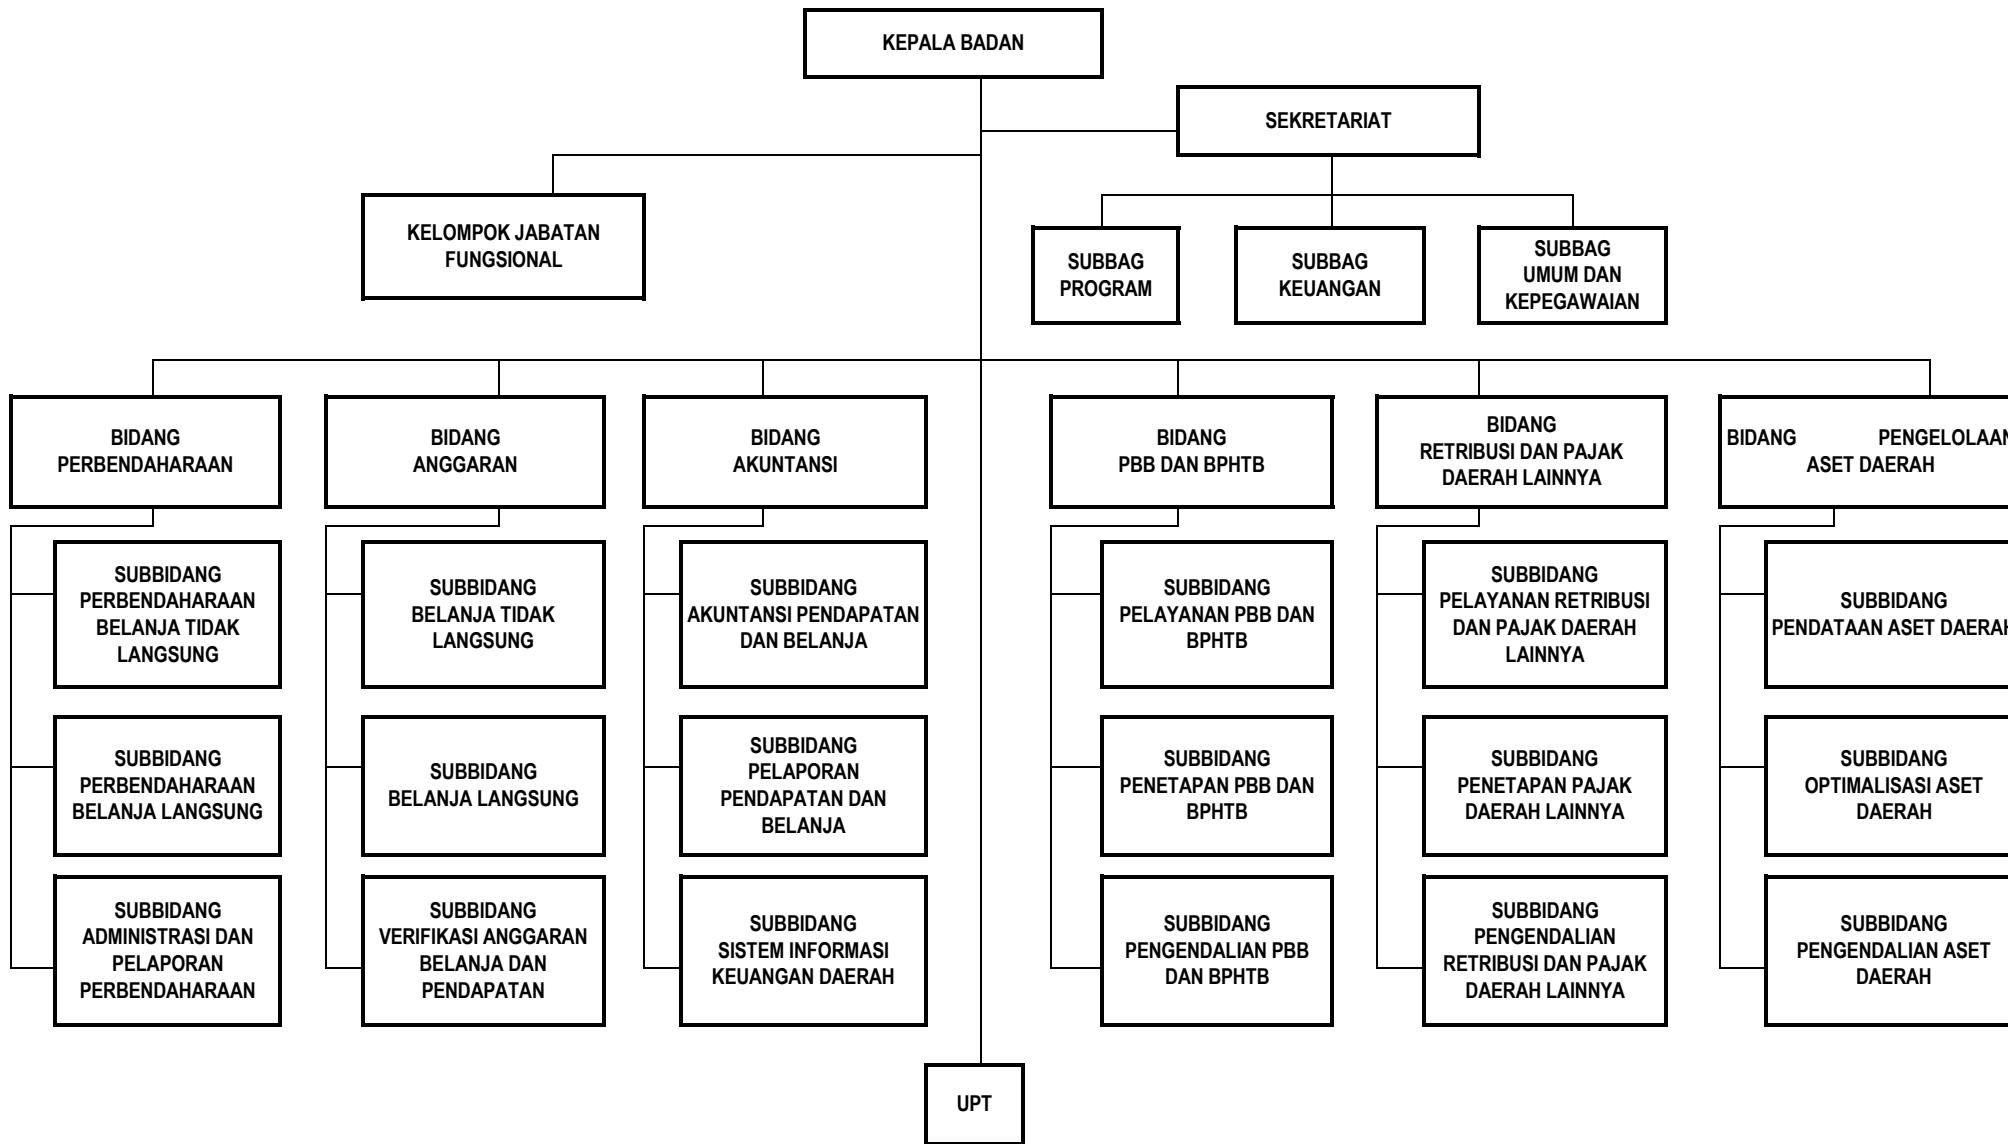 KEPALA BADAN
SEKRETARIAT
KELOMPOK JABATAN
FUNGSIONAL
SUBBAG
PROGRAM
SUBBAG
KEUANGAN
SUBBAG
UMUM DAN
KEPEGAWAIAN
BIDANG
PERBENDAHARAAN
BIDANG
ANGGARAN
BIDANG
AKUNTANSI
BIDANG
PBB DAN BPHTB
BIDANG
RETRIBUSI DAN PAJAK
DAERAH LAINNYA
BIDANG PENGELOLAAN
ASET DAERAH
SUBBIDANG
PERBENDAHARAAN
BELANJA TIDAK
LANGSUNG
SUBBIDANG
BELANJA TIDAK
LANGSUNG
SUBBIDANG
AKUNTANSI PENDAPATAN
DAN BELANJA
SUBBIDANG
PELAYANAN PBB DAN
BPHTB
SUBBIDANG
PELAYANAN RETRIBUSI
DAN PAJAK DAERAH
LAINNYA
SUBBIDANG
PENDATAAN ASET DAERAH
SUBBIDANG
PERBENDAHARAAN
BELANJA LANGSUNG
SUBBIDANG
BELANJA LANGSUNG
SUBBIDANG
PELAPORAN
PENDAPATAN DAN
BELANJA
SUBBIDANG
PENETAPAN PBB DAN
BPHTB
SUBBIDANG
PENETAPAN PAJAK
DAERAH LAINNYA
SUBBIDANG
OPTIMALISASI ASET
DAERAH
SUBBIDANG
ADMINISTRASI DAN
PELAPORAN
PERBENDAHARAAN
SUBBIDANG
VERIFIKASI ANGGARAN
BELANJA DAN
PENDAPATAN
SUBBIDANG
SISTEM INFORMASI
KEUANGAN DAERAH
SUBBIDANG
PENGENDALIAN PBB
DAN BPHTB
SUBBIDANG
PENGENDALIAN
RETRIBUSI DAN PAJAK
DAERAH LAINNYA
SUBBIDANG
PENGENDALIAN ASET
DAERAH
UPT